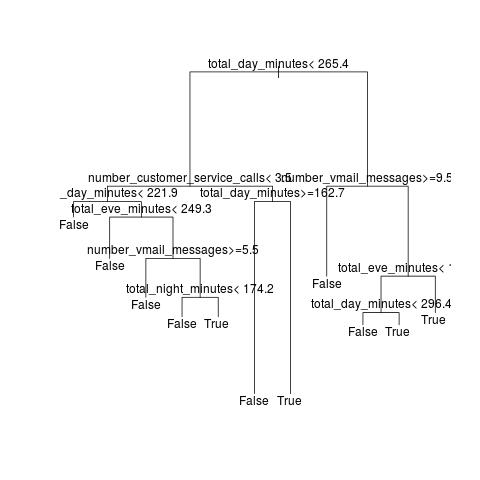 total_day_minutes< 265.4
number_customer_service_calls< 3.5
number_vmail_messages>=9.5
_day_minutes< 221.9
total_day_minutes>=162.7
total_eve_minutes< 249.3
False
number_vmail_messages>=5.5
False
total_eve_minutes<
False
total_night_minutes< 174.2
False
total_day_minutes< 296.4
False
True
True
False
True
False
True